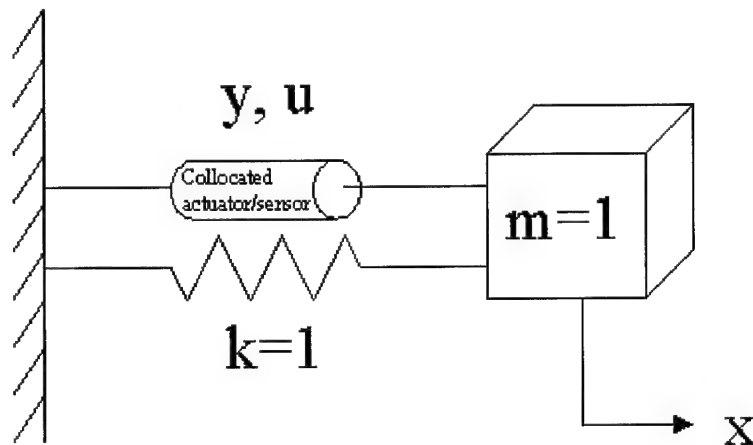 y, u
Collocated
actuator/sensor
m=1
k=1
x